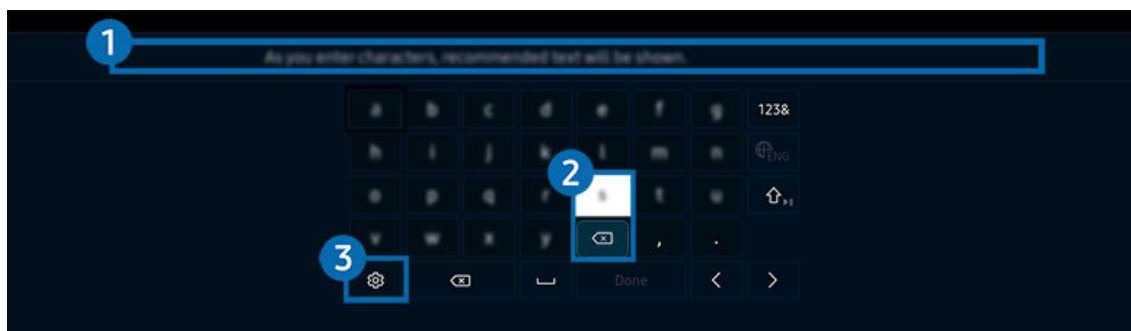 1
As you enter characters, recommended text will be shown.
a b c d e f g 123&
h i j k l m n ENG
o p q r s t u
v w x y , .
Done < >
2
3